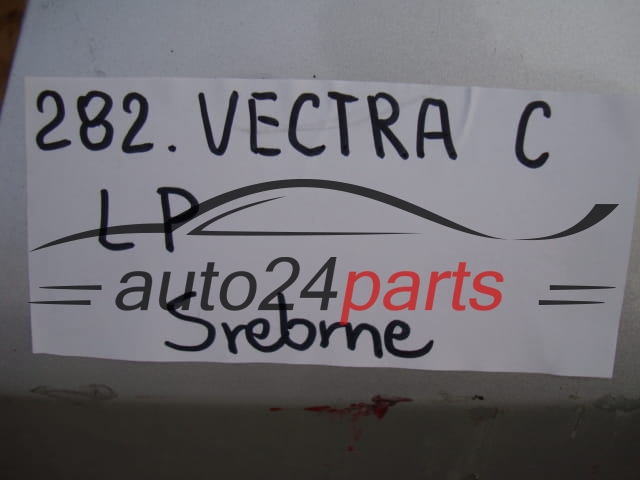 282. VECTRA C
LP
auto24parts
Srebrne